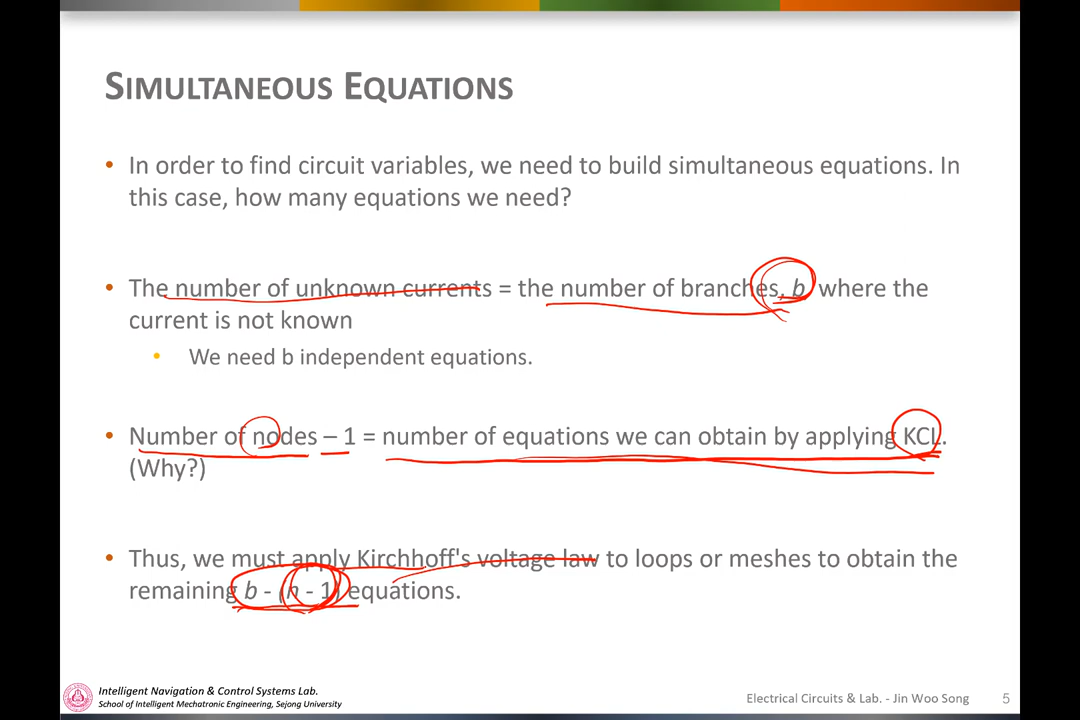 SIMULTANEOUS EQUATIONS
• In order to find circuit variables, we need to build simultaneous equations. In
this case, how many equations we need?
• The number of unknown currents = the number of branches, b where the
current is not known
• We need b independent equations.
• Number of nodes – 1 = number of equations we can obtain by applying KCL.
(Why?)
• Thus, we must apply Kirchhoff's voltage law to loops or meshes to obtain the
remaining b - (n - 1) equations.
Intelligent Navigation & Control Systems Lab.
School of Intelligent Mechatronic Engineering, Sejong University
Electrical Circuits & Lab. - Jin Woo Song 5